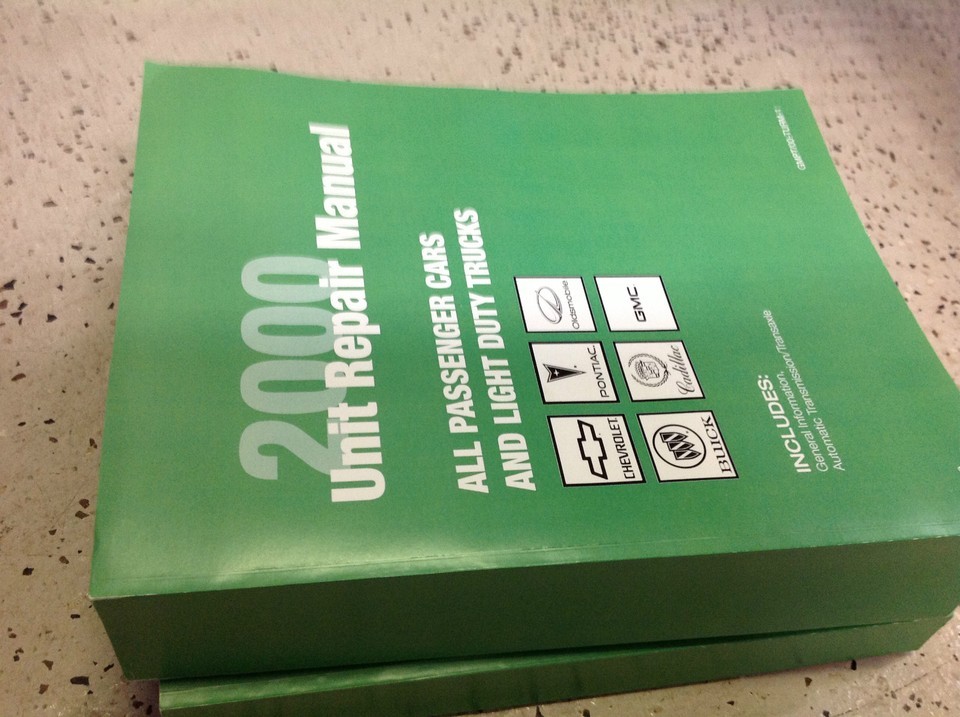 2000
Unit Repair Manual
ALL PASSENGER CARS
AND LIGHT DUTY TRUCKS
CHEVROLET
PONTIAC
Oldsmobile
BUICK
Cadillac
GMC
INCLUDES:
General Information,
Automatic Transmission/Transaxle